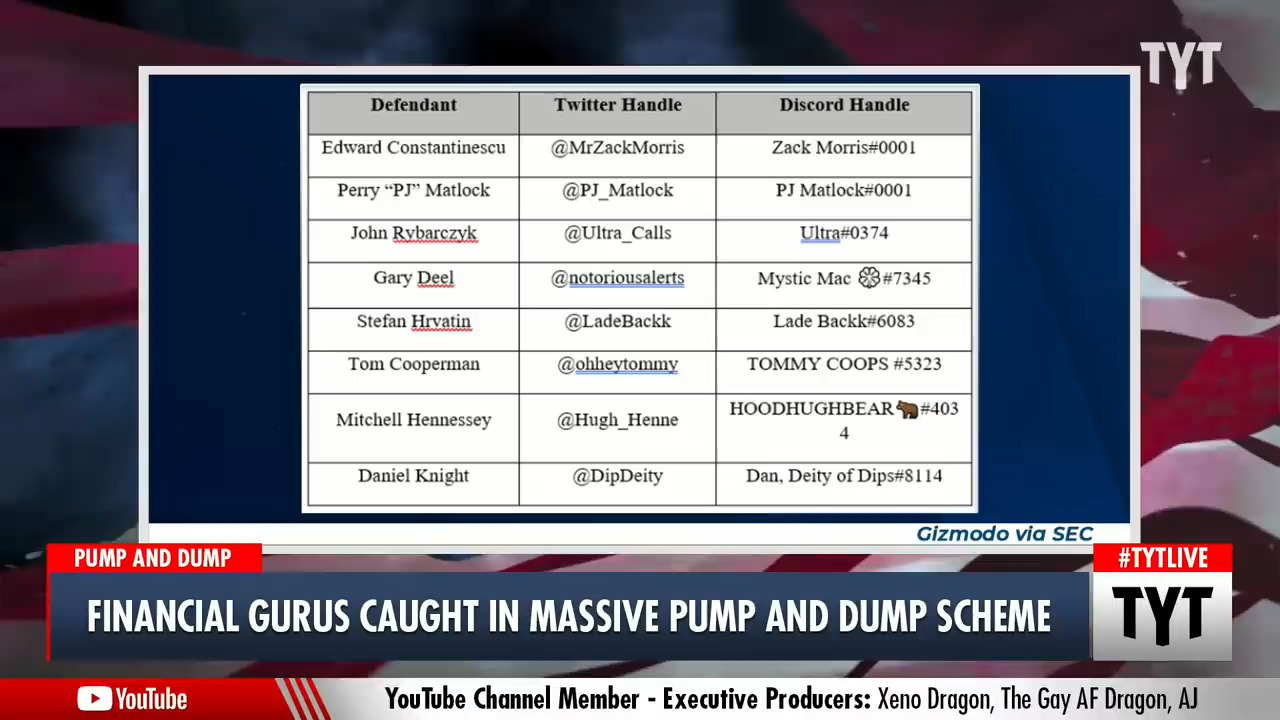 TYT
Defendant Twitter Handle Discord Handle
Edward Constantinescu @MrZackMorris Zack Morris#0001
Perry “PJ” Matlock @PJ_Matlock PJ Matlock#0001
John Rybarczyk @Ultra_Calls Ultra#0374
Gary Deel @notoriousalerts Mystic Mac #7345
Stefan Hrvatin @LadeBackk Lade Backk#6083
Tom Cooperman @ohheytommy TOMMY COOPS #5323
Mitchell Hennessey @Hugh_Henne HOODHUGHBEAR🐻#403
4
Daniel Knight @DipDeity Dan, Deity of Dips#8114
Gizmodo via SEC
PUMP AND DUMP
#TYTLIVE
FINANCIAL GURUS CAUGHT IN MASSIVE PUMP AND DUMP SCHEME
TYT
YouTube
YouTube Channel Member - Executive Producers: Xeno Dragon, The Gay AF Dragon, AJ